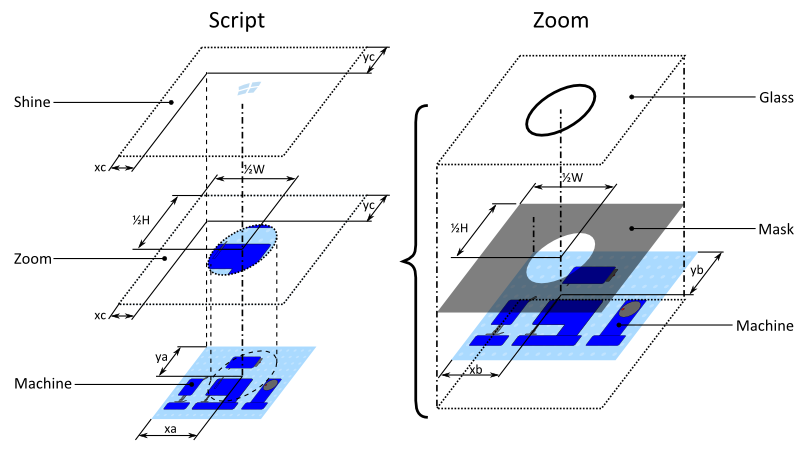 Script
Zoom
yc
Shine
Glass
xc
½W
½W
½H
yc
½H
Mask
Zoom
yb
xc
Machine
ya
Machine
xb
xa